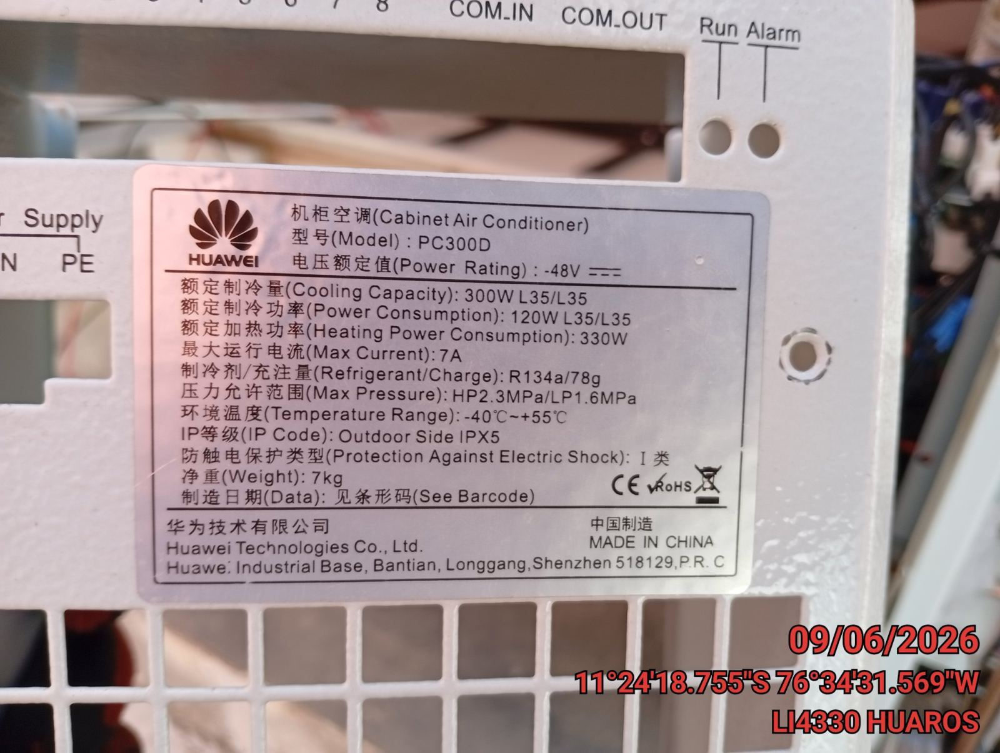 7 8 COM_IN COM_OUT Run Alarm
Supply
N PE
HUAWEI
机柜空调(Cabinet Air Conditioner)
型号(Model) : PC300D
电压额定值(Power Rating) : -48V
额定制冷量(Cooling Capacity): 300W L35/L35
额定制冷功率(Power Consumption): 120W L35/L35
额定加热功率(Heating Power Consumption): 330W
最大运行电流(Max Current): 7A
制冷剂/充注量(Refrigerant/Charge): R134a/78g
压力允许范围(Max Pressure): HP2.3MPa/LP1.6MPa
环境温度(Temperature Range): -40℃~+55℃
IP等级(IP Code): Outdoor Side IPX5
防触电保护类型(Protection Against Electric Shock): I 类
净重(Weight): 7kg
制造日期(Data): 见条形码(See Barcode)
CE RoHS
华为技术有限公司
中国制造
Huawei Technologies Co., Ltd.
MADE IN CHINA
Huawei Industrial Base, Bantian, Longgang,Shenzhen 518129,P.R. C
09/06/2026
11°24'18.755"S 76°34'31.569"W
LI4330 HUAROS